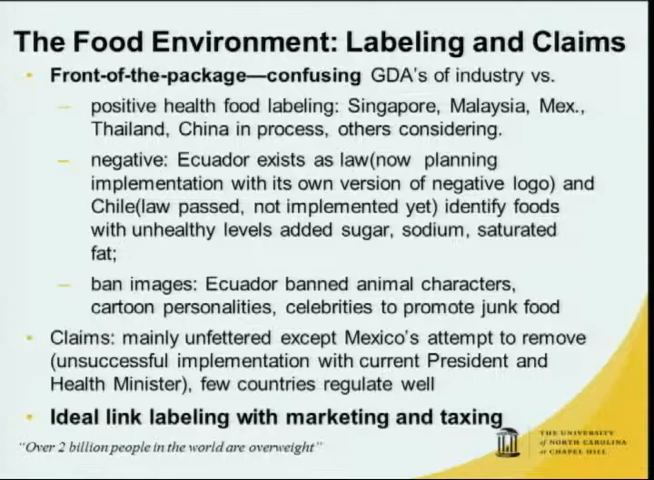 The Food Environment: Labeling and Claims
• Front-of-the-package—confusing GDA's of industry vs.
– positive health food labeling: Singapore, Malaysia, Mex.,
Thailand, China in process, others considering.
– negative: Ecuador exists as law(now planning
implementation with its own version of negative logo) and
Chile(law passed, not implemented yet) identify foods
with unhealthy levels added sugar, sodium, saturated
fat;
– ban images: Ecuador banned animal characters,
cartoon personalities, celebrities to promote junk food
• Claims: mainly unfettered except Mexico's attempt to remove
(unsuccessful implementation with current President and
Health Minister), few countries regulate well
• Ideal link labeling with marketing and taxing
"Over 2 billion people in the world are overweight"
THE UNIVERSITY
of NORTH CAROLINA
at CHAPEL HILL